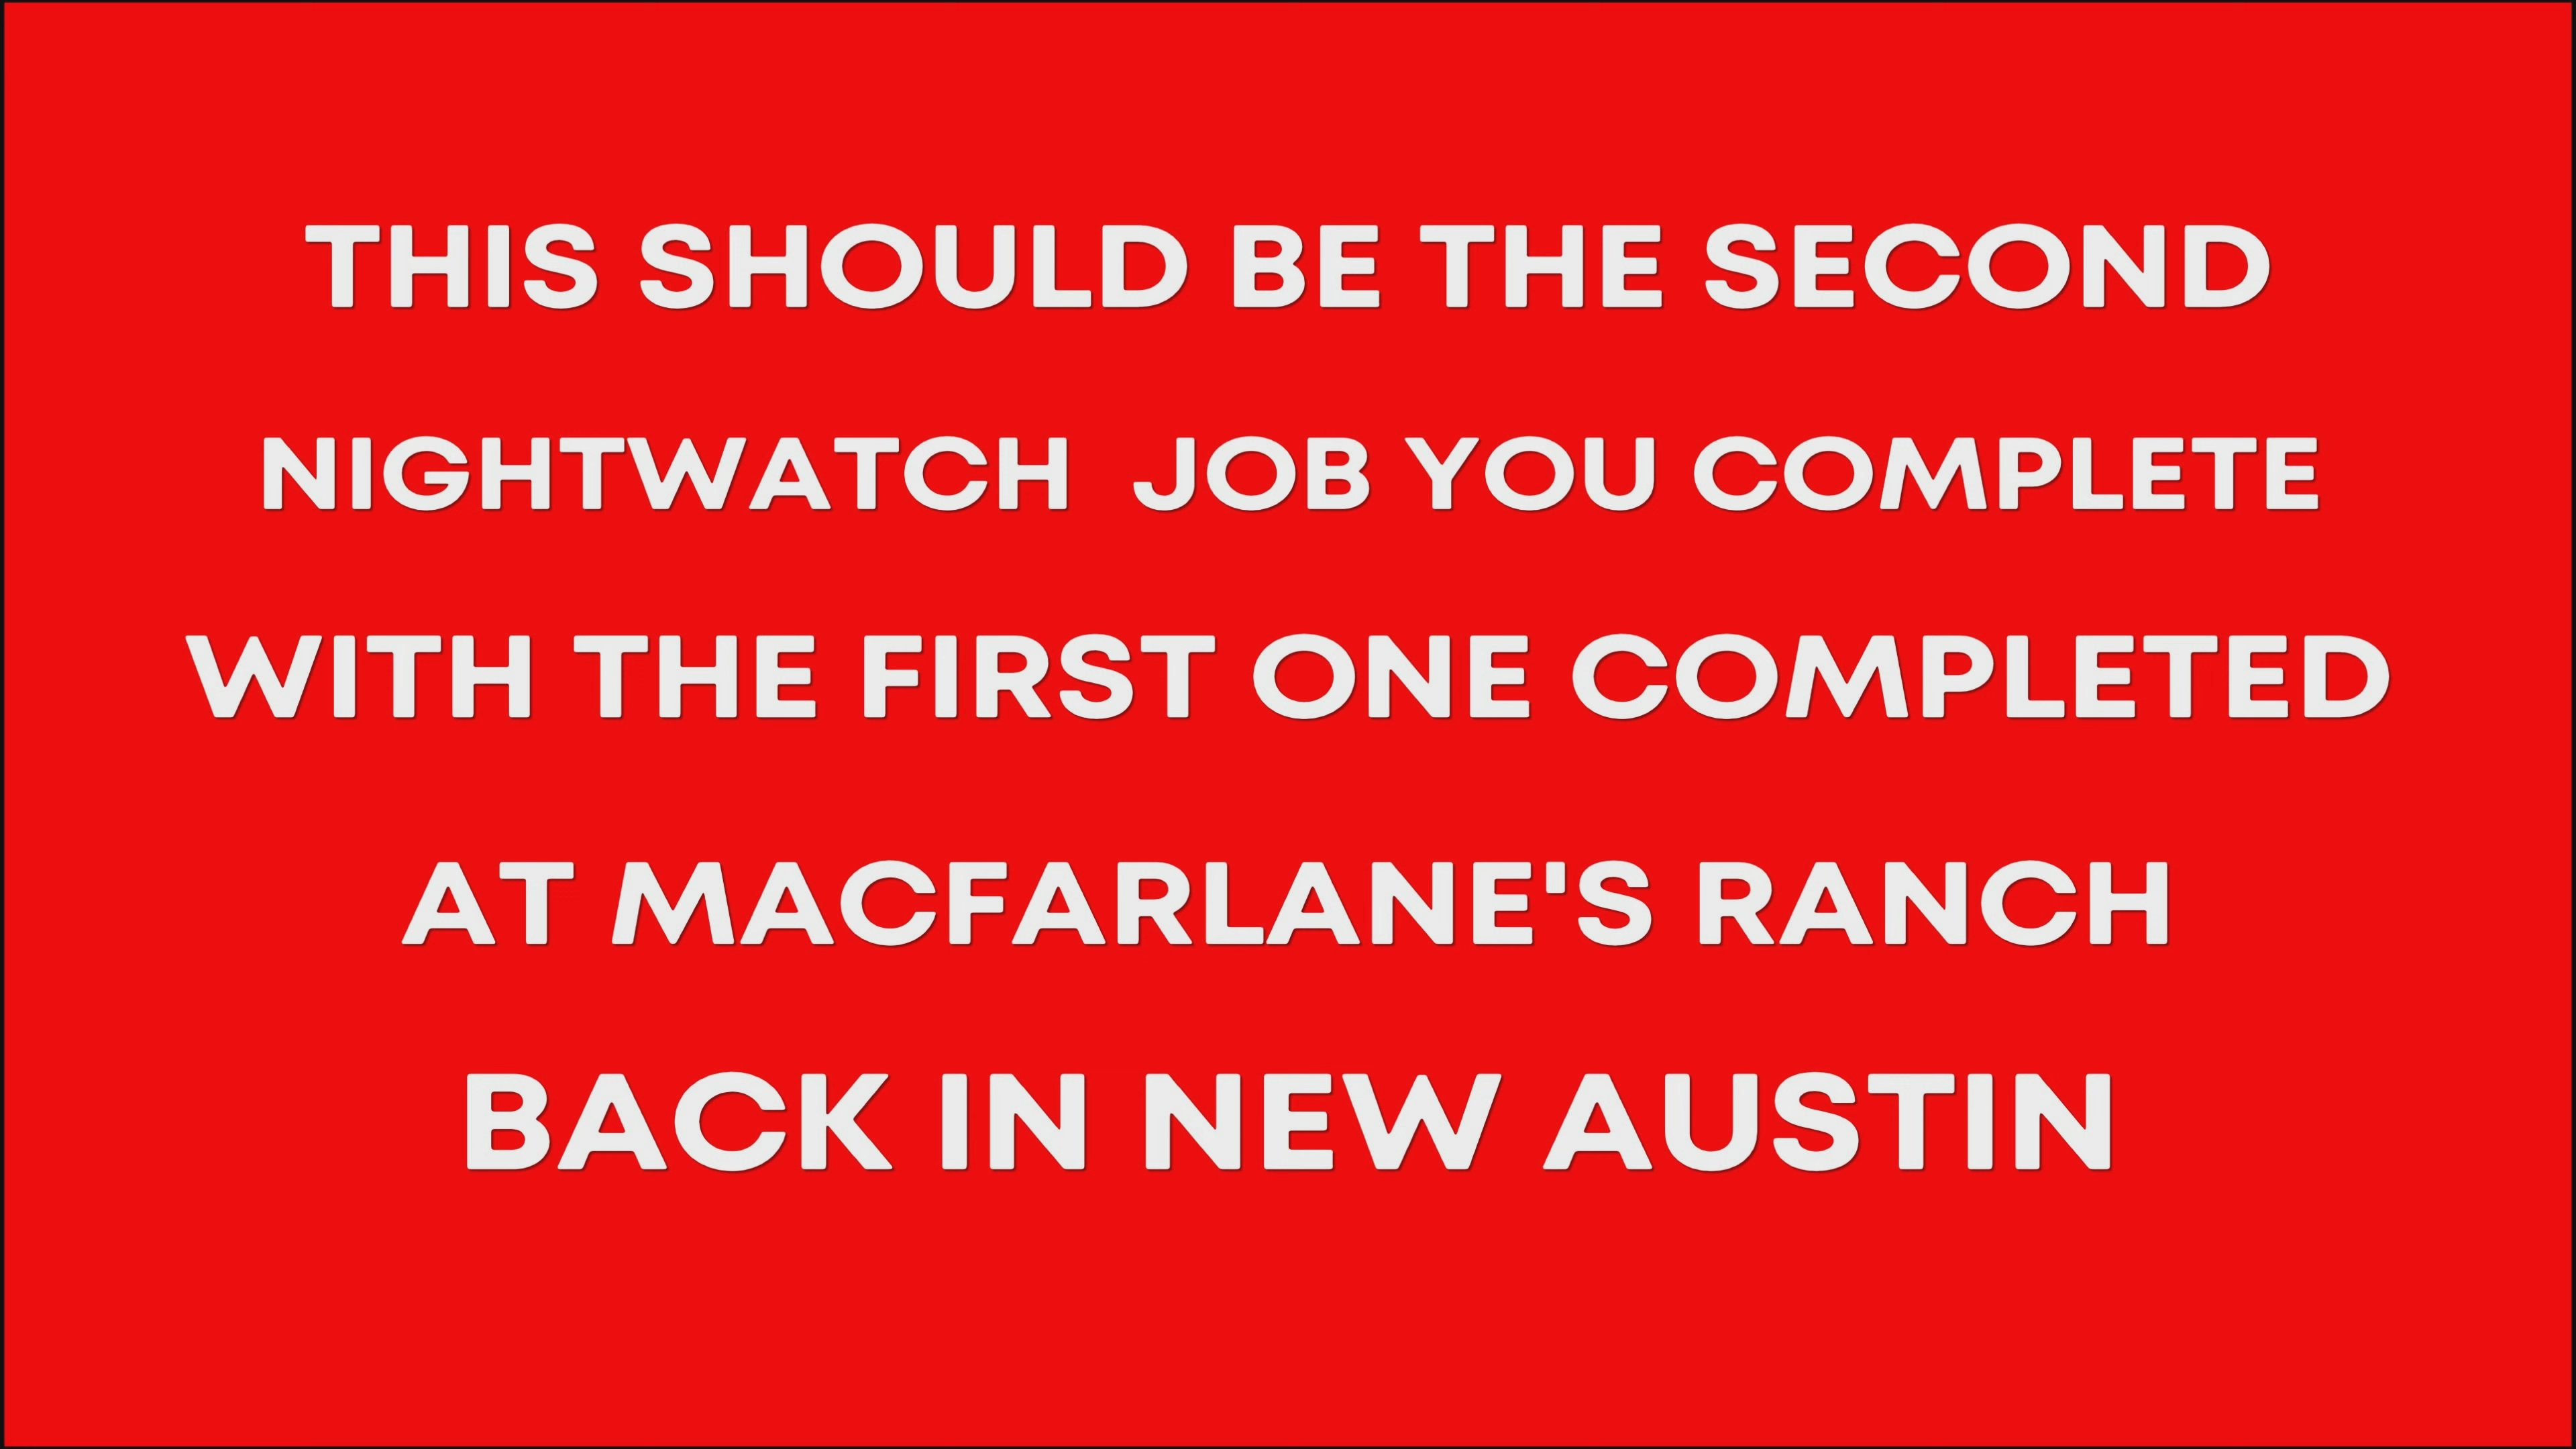 THIS SHOULD BE THE SECOND
NIGHTWATCH JOB YOU COMPLETE
WITH THE FIRST ONE COMPLETED
AT MACFARLANE'S RANCH
BACK IN NEW AUSTIN